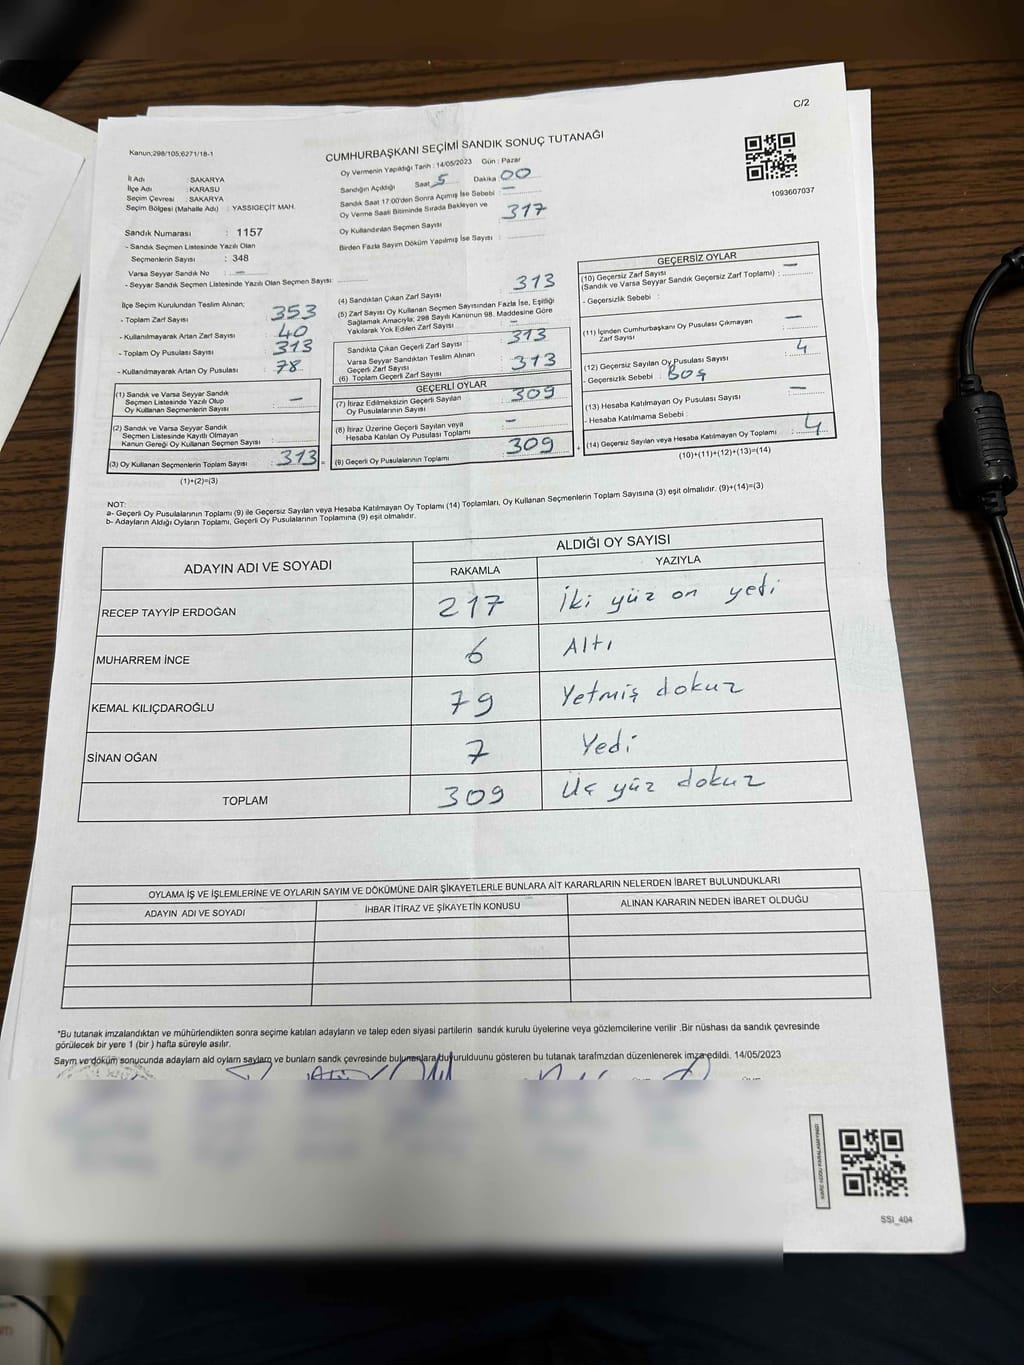 C/2
Kanun;298/105;6271/18-1
CUMHURBAŞKANI SEÇİMİ SANDIK SONUÇ TUTANAĞI
1093607037
İl Adı : SAKARYA
İlçe Adı : KARASU
Seçim Çevresi : SAKARYA
Seçim Bölgesi (Mahalle Adı) : YASSIGEÇİT MAH.
Sandık Numarası : 1157
- Sandık Seçmen Listesinde Yazılı Olan
Seçmenlerin Sayısı : 348
Varsa Seyyar Sandık No : –
- Seyyar Sandık Seçmen Listesinde Yazılı Olan Seçmen Sayısı:
Oy Vermenin Yapıldığı Tarih : 14/05/2023 Gün : Pazar
Sandığın Açıldığı Saat 5 Dakika 00
Sandık Saat 17:00'den Sonra Açımış İse Sebebi : –
Oy Verme Saati Bitiminde Sırada Bekleyen ve
Oy Kullandırılan Seçmen Sayısı 317
Birden Fazla Sayım Döküm Yapılmış İse Sayısı :
İlçe Seçim Kurulundan Teslim Alınan;
- Toplam Zarf Sayısı : 353
- Kullanılmayarak Artan Zarf Sayısı : 40
- Toplam Oy Pusulası Sayısı : 313
- Kullanılmayarak Artan Oy Pusulası : 78
(1) Sandık ve Varsa Seyyar Sandık
Seçmen Listesinde Yazılı Olup
Oy Kullanan Seçmenlerin Sayısı : –
(2) Sandık ve Varsa Seyyar Sandık
Seçmen Listesinde Kayıtlı Olmayan
Kanun Gereği Oy Kullanan Seçmen Sayısı :
(3) Oy Kullanan Seçmenlerin Toplam Sayısı : 313
(1)+(2)=(3)
(4) Sandıktan Çıkan Zarf Sayısı : 313
(5) Zarf Sayısı Oy Kullanan Seçmen Sayısından Fazla İse, Eşitliği
Sağlamak Amacıyla; 298 Sayılı Kanunun 98. Maddesine Göre
Yakılarak Yok Edilen Zarf Sayısı : –
Sandıkta Çıkan Geçerli Zarf Sayısı : 313
Varsa Seyyar Sandıktan Teslim Alınan
Geçerli Zarf Sayısı
(6) Toplam Geçerli Zarf Sayısı : 313
GEÇERLİ OYLAR
(7) İtiraz Edilmeksizin Geçerli Sayılan
Oy Pusulalarının Sayısı : 309
(8) İtiraz Üzerine Geçerli Sayılan veya
Hesaba Katılan Oy Pusulası Toplamı : –
(9) Geçerli Oy Pusulalarının Toplamı : 309
GEÇERSİZ OYLAR
(10) Geçersiz Zarf Sayısı
(Sandık ve Varsa Seyyar Sandık Geçersiz Zarf Toplamı) : –
- Geçersizlik Sebebi :
(11) İçinden Cumhurbaşkanı Oy Pusulası Çıkmayan
Zarf Sayısı : –
(12) Geçersiz Sayılan Oy Pusulası Sayısı : 4
- Geçersizlik Sebebi : Boş
(13) Hesaba Katılmayan Oy Pusulası Sayısı : –
- Hesaba Katılmama Sebebi :
(14) Geçersiz Sayılan veya Hesaba Katılmayan Oy Toplamı : 4
(10)+(11)+(12)+(13)=(14)
NOT:
a- Geçerli Oy Pusulalarının Toplamı (9) ile Geçersiz Sayılan veya Hesaba Katılmayan Oy Toplamı (14) Toplamları, Oy Kullanan Seçmenlerin Toplam Sayısına (3) eşit olmalıdır. (9)+(14)=(3)
b- Adayların Aldığı Oyların Toplamı, Geçerli Oy Pusulalarının Toplamına (9) eşit olmalıdır.
ADAYIN ADI VE SOYADI
ALDIĞI OY SAYISI
RAKAMLA YAZIYLA
RECEP TAYYİP ERDOĞAN 217 İki yüz on yedi
MUHARREM İNCE 6 Altı
KEMAL KILIÇDAROĞLU 79 Yetmiş dokuz
SİNAN OĞAN 7 Yedi
TOPLAM 309 Üç yüz dokuz
OYLAMA İŞ VE İŞLEMLERİNE VE OYLARIN SAYIM VE DÖKÜMÜNE DAİR ŞİKAYETLERLE BUNLARA AİT KARARLARIN NELERDEN İBARET BULUNDUKLARI
ADAYIN ADI VE SOYADI İHBAR İTİRAZ VE ŞİKAYETİN KONUSU ALINAN KARARIN NEDEN İBARET OLDUĞU
*Bu tutanak imzalandıktan ve mühürlendikten sonra seçime katılan adayların ve talep eden siyasi partilerin sandık kurulu üyelerine veya gözlemcilerine verilir .Bir nüshası da sandık çevresinde
görülecek bir yere 1 (bir ) hafta süreyle asılır.
Sayım ve döküm sonucunda adayların ald oyların sayların ve bunların sandk çevresinde bulunanlara duyurulduunu gösteren bu tutanak tarafımzdan düzenlenerek imza edildi. 14/05/2023
SSI_404